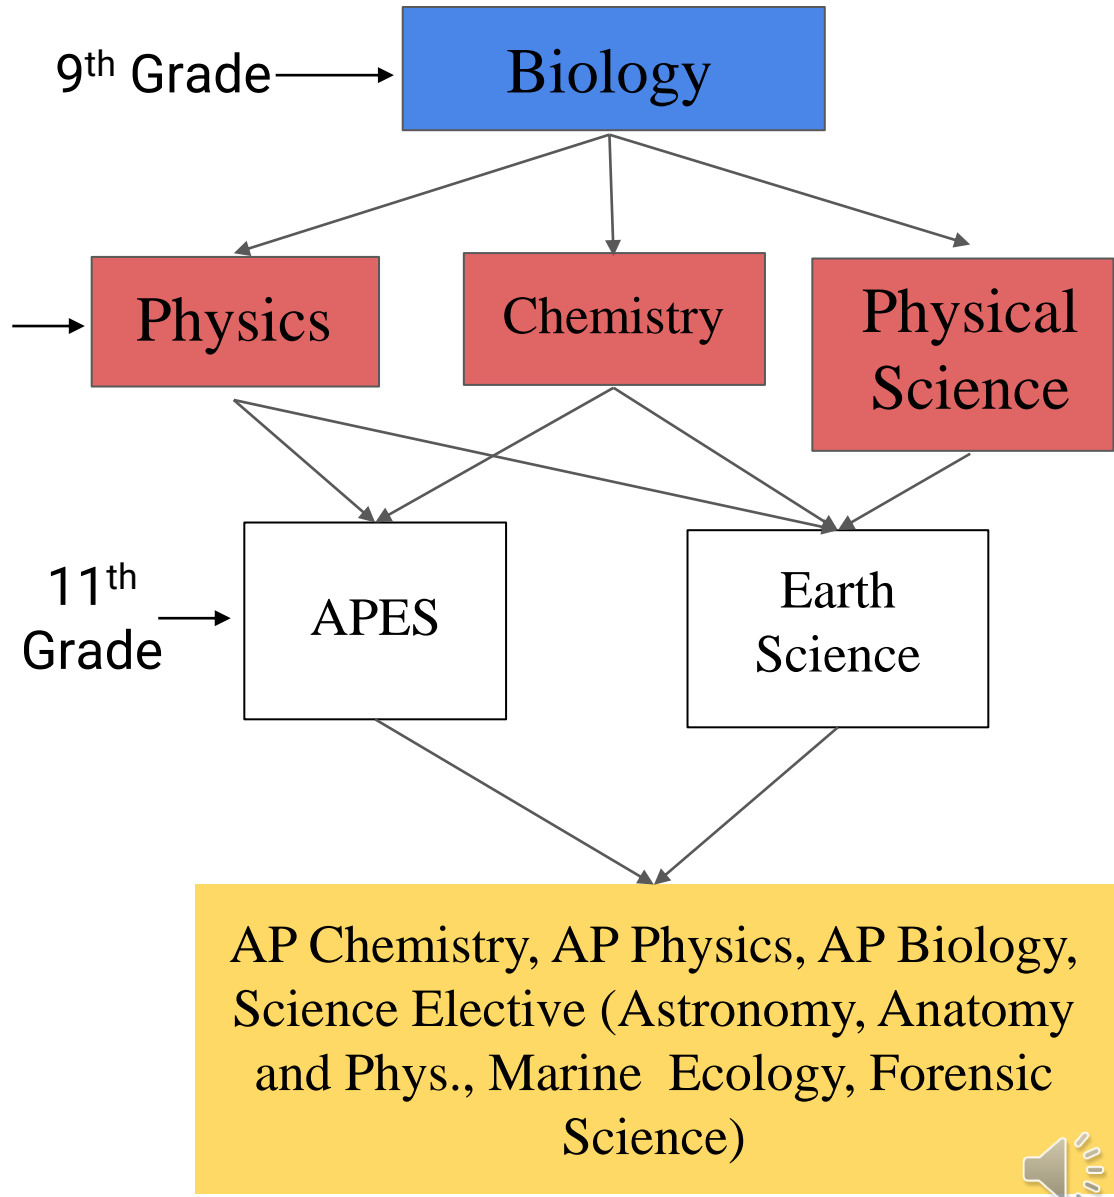 9th Grade
Biology
Physics
Chemistry
Physical
Science
11th
Grade
APES
Earth
Science
AP Chemistry, AP Physics, AP Biology,
Science Elective (Astronomy, Anatomy
and Phys., Marine Ecology, Forensic
Science)